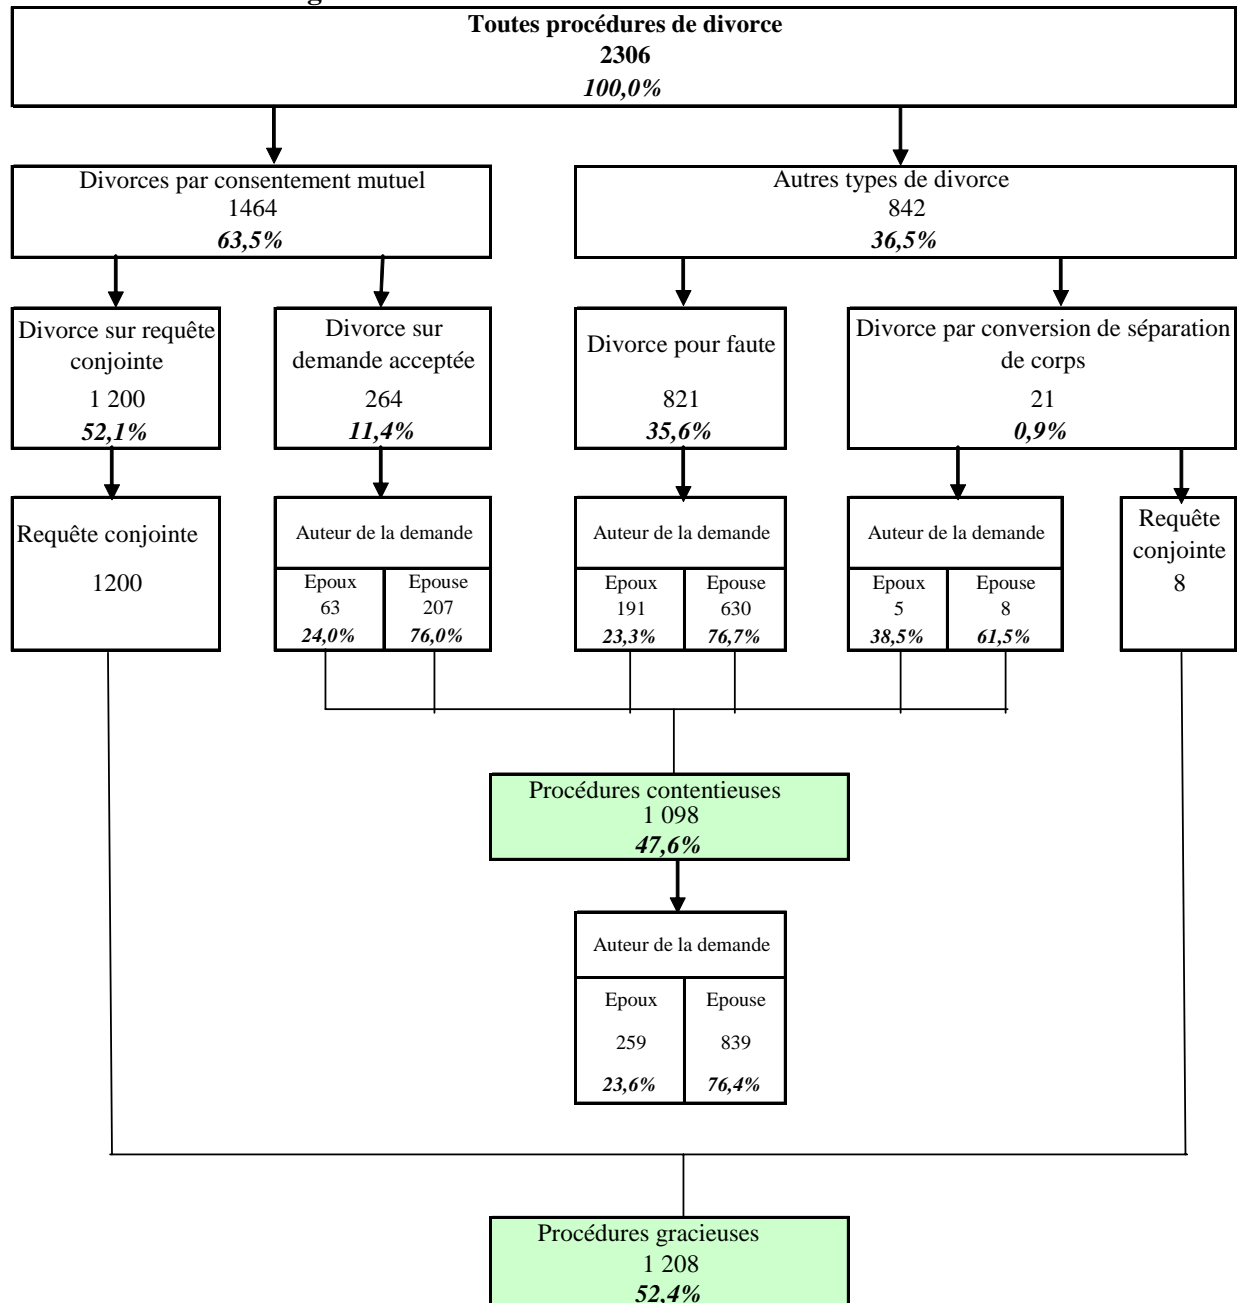 Toutes procédures de divorce
2306
100,0%
Divorces par consentement mutuel
1464
63,5%
Autres types de divorce
842
36,5%
Divorce sur requête
conjointe
1 200
52,1%
Divorce sur
demande acceptée
264
11,4%
Divorce pour faute
821
35,6%
Divorce par conversion de séparation
de corps
21
0,9%
Requête conjointe
1200
Auteur de la demande
Epoux
63
24,0%
Epouse
207
76,0%
Auteur de la demande
Epoux
191
23,3%
Epouse
630
76,7%
Auteur de la demande
Epoux
5
38,5%
Epouse
8
61,5%
Requête
conjointe
8
Procédures contentieuses
1 098
47,6%
Auteur de la demande
Epoux
259
23,6%
Epouse
839
76,4%
Procédures gracieuses
1 208
52,4%